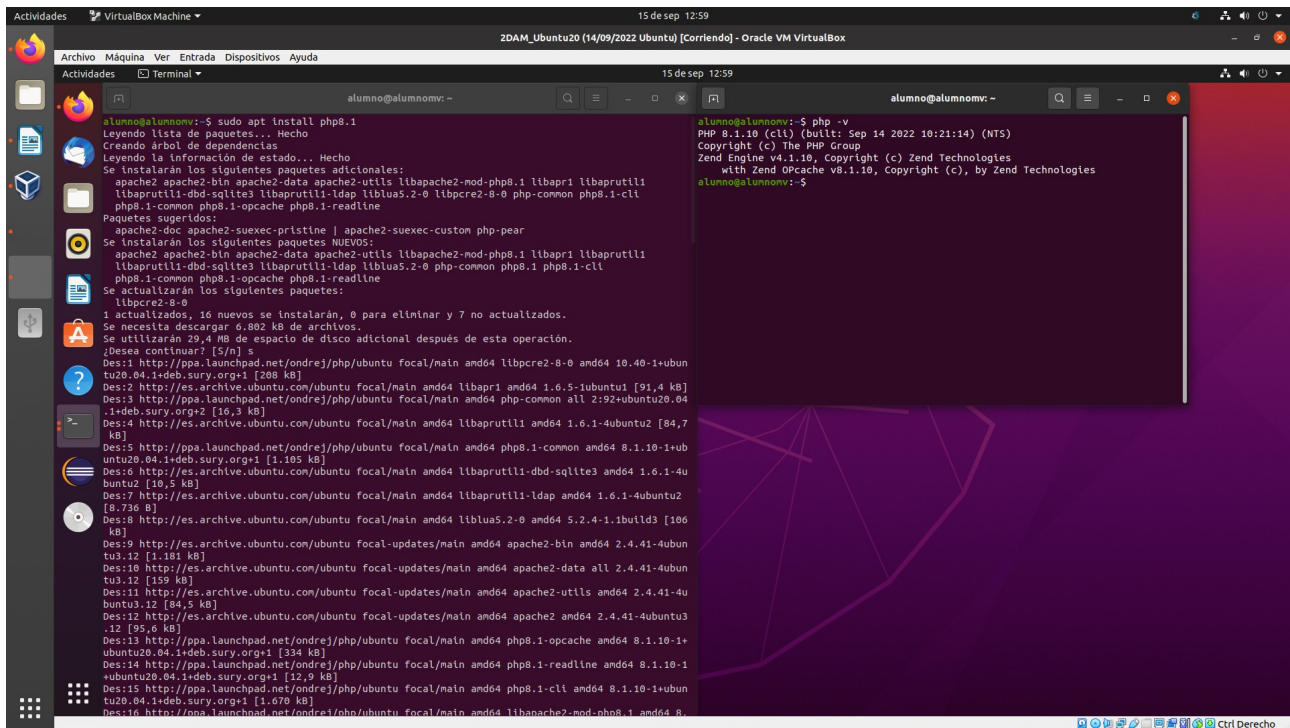 Actividades VirtualBox Machine 15 de sep 12:59
2DAM_Ubuntu20 (14/09/2022 Ubuntu) [Corriendo] - Oracle VM VirtualBox
Archivo Máquina Ver Entrada Dispositivos Ayuda
Actividades Terminal 15 de sep 12:59
alumno@alumnomv: ~
alumno@alumnomv:~$ sudo apt install php8.1
Leyendo lista de paquetes... Hecho
Creando árbol de dependencias
Leyendo la información de estado... Hecho
Se instalarán los siguientes paquetes adicionales:
apache2 apache2-bin apache2-data apache2-utils libapache2-mod-php8.1 libapr1 libaprutil1
libaprutil1-dbd-sqlite3 libaprutil1-ldap liblua5.2-0 libpcre2-8-0 php-common php8.1-cli
php8.1-common php8.1-opcache php8.1-readline
Paquetes sugeridos:
apache2-doc apache2-suexec-pristine | apache2-suexec-custom php-pear
Se instalarán los siguientes paquetes NUEVOS:
apache2 apache2-bin apache2-data apache2-utils libapache2-mod-php8.1 libapr1 libaprutil1
libaprutil1-dbd-sqlite3 libaprutil1-ldap liblua5.2-0 php-common php8.1 php8.1-cli
php8.1-common php8.1-opcache php8.1-readline
Se actualizarán los siguientes paquetes:
libpcre2-8-0
1 actualizados, 16 nuevos se instalarán, 0 para eliminar y 7 no actualizados.
Se necesita descargar 6.802 kB de archivos.
Se utilizarán 29,4 MB de espacio de disco adicional después de esta operación.
¿Desea continuar? [S/n] s
Des:1 http://ppa.launchpad.net/ondrej/php/ubuntu focal/main amd64 libpcre2-8-0 amd64 10.40-1+ubun
tu20.04.1+deb.sury.org+1 [208 kB]
Des:2 http://es.archive.ubuntu.com/ubuntu focal/main amd64 libapr1 amd64 1.6.5-1ubuntu1 [91,4 kB]
Des:3 http://ppa.launchpad.net/ondrej/php/ubuntu focal/main amd64 php-common all 2:92+ubuntu20.04
.1+deb.sury.org+2 [16,3 kB]
Des:4 http://es.archive.ubuntu.com/ubuntu focal/main amd64 libaprutil1 amd64 1.6.1-4ubuntu2 [84,7
kB]
Des:5 http://ppa.launchpad.net/ondrej/php/ubuntu focal/main amd64 php8.1-common amd64 8.1.10-1+ub
untu20.04.1+deb.sury.org+1 [1.105 kB]
Des:6 http://es.archive.ubuntu.com/ubuntu focal/main amd64 libaprutil1-dbd-sqlite3 amd64 1.6.1-4u
buntu2 [10,5 kB]
Des:7 http://es.archive.ubuntu.com/ubuntu focal/main amd64 libaprutil1-ldap amd64 1.6.1-4ubuntu2
[8.736 B]
Des:8 http://es.archive.ubuntu.com/ubuntu focal/main amd64 liblua5.2-0 amd64 5.2.4-1.1build3 [106
kB]
Des:9 http://es.archive.ubuntu.com/ubuntu focal-updates/main amd64 apache2-bin amd64 2.4.41-4ubun
tu3.12 [1.181 kB]
Des:10 http://es.archive.ubuntu.com/ubuntu focal-updates/main amd64 apache2-data all 2.4.41-4ubun
tu3.12 [159 kB]
Des:11 http://es.archive.ubuntu.com/ubuntu focal-updates/main amd64 apache2-utils amd64 2.4.41-4u
buntu3.12 [84,5 kB]
Des:12 http://es.archive.ubuntu.com/ubuntu focal-updates/main amd64 apache2 amd64 2.4.41-4ubuntu3
.12 [95,6 kB]
Des:13 http://ppa.launchpad.net/ondrej/php/ubuntu focal/main amd64 php8.1-opcache amd64 8.1.10-1+
ubuntu20.04.1+deb.sury.org+1 [334 kB]
Des:14 http://ppa.launchpad.net/ondrej/php/ubuntu focal/main amd64 php8.1-readline amd64 8.1.10-1
+ubuntu20.04.1+deb.sury.org+1 [12,9 kB]
Des:15 http://ppa.launchpad.net/ondrej/php/ubuntu focal/main amd64 php8.1-cli amd64 8.1.10-1+ubun
tu20.04.1+deb.sury.org+1 [1.670 kB]
Des:16 http://ppa.launchpad.net/ondrej/php/ubuntu focal/main amd64 libapache2-mod-php8.1 amd64 8.
alumno@alumnomv: ~
alumno@alumnomv:~$ php -v
PHP 8.1.10 (cli) (built: Sep 14 2022 10:21:14) (NTS)
Copyright (c) The PHP Group
Zend Engine v4.1.10, Copyright (c) Zend Technologies
with Zend OPcache v8.1.10, Copyright (c), by Zend Technologies
alumno@alumnomv:~$
Ctrl Derecho